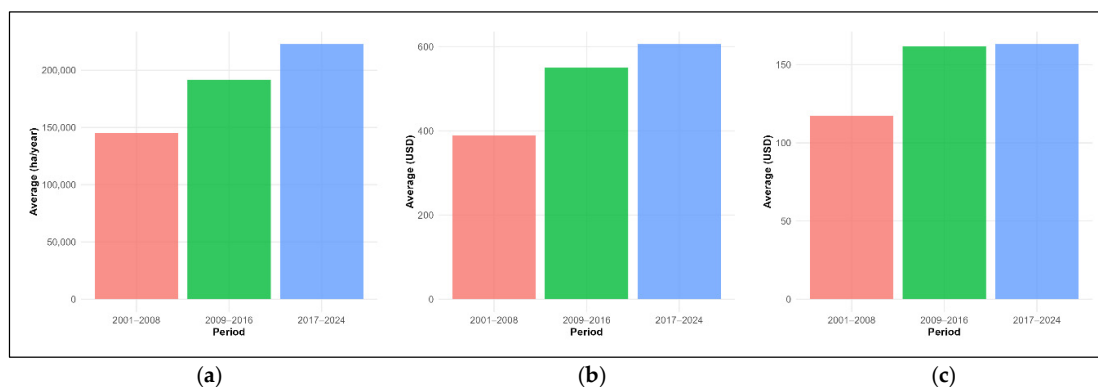 Average (ha/year)
200,000
150,000
100,000
50,000
0
2001–2008 2009–2016 2017–2024
Period
(a)
Average (USD)
600
400
200
0
2001–2008 2009–2016 2017–2024
Period
(b)
Average (USD)
150
100
50
0
2001–2008 2009–2016 2017–2024
Period
(c)